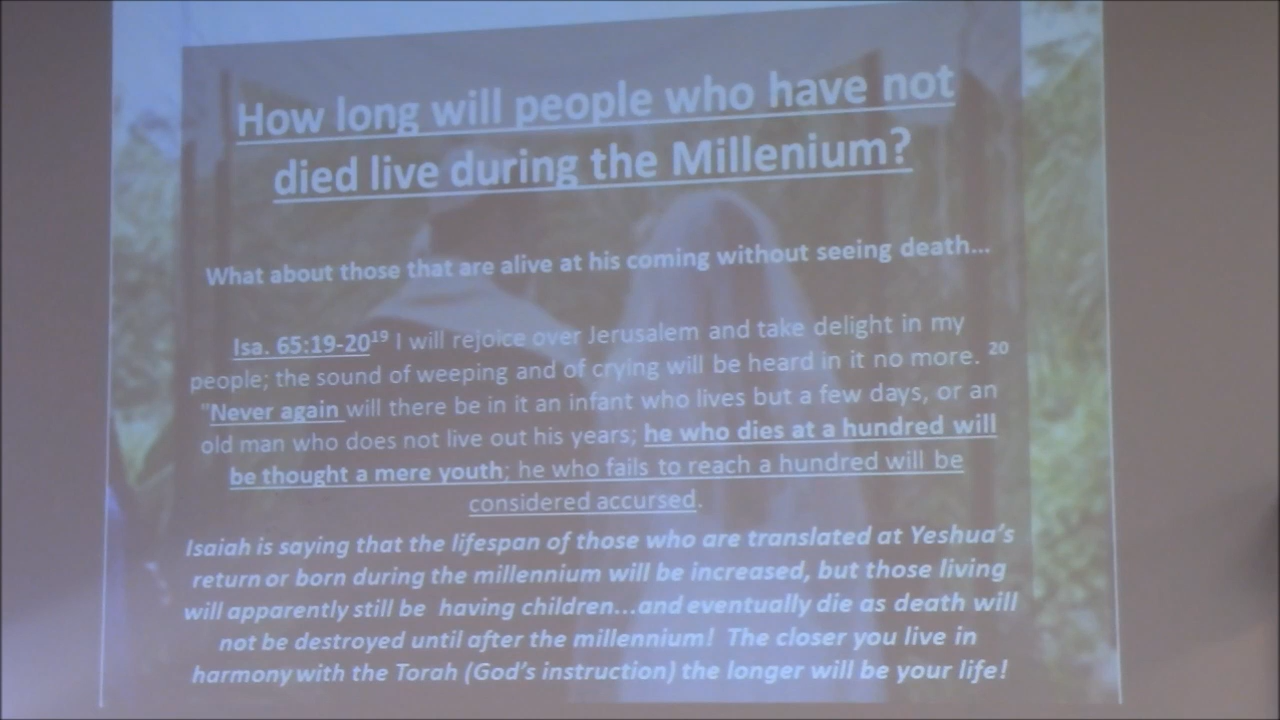 How long will people who have not
died live during the Millenium?
What about those that are alive at his coming without seeing death...
Isa. 65:19-20¹⁹ I will rejoice over Jerusalem and take delight in my
people; the sound of weeping and of crying will be heard in it no more. ²⁰
"Never again will there be in it an infant who lives but a few days, or an
old man who does not live out his years; he who dies at a hundred will
be thought a mere youth; he who fails to reach a hundred will be
considered accursed.
Isaiah is saying that the lifespan of those who are translated at Yeshua's
return or born during the millennium will be increased, but those living
will apparently still be having children...and eventually die as death will
not be destroyed until after the millennium! The closer you live in
harmony with the Torah (God's instruction) the longer will be your life!